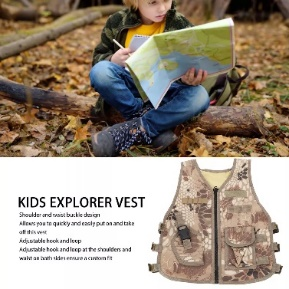 KIDS EXPLORER VEST
Shoulder and waist buckle design
Allows you to quickly and easily put on and take
off this vest
Adjustable hook and loop
Adjustable hook and loop at the shoulders and
waist on both sides ensure a custom fit